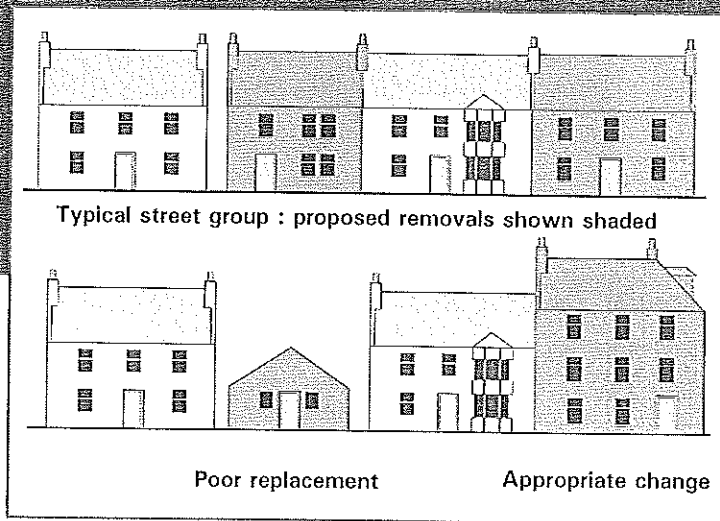 Typical street group : proposed removals shown shaded
Poor replacement
Appropriate change